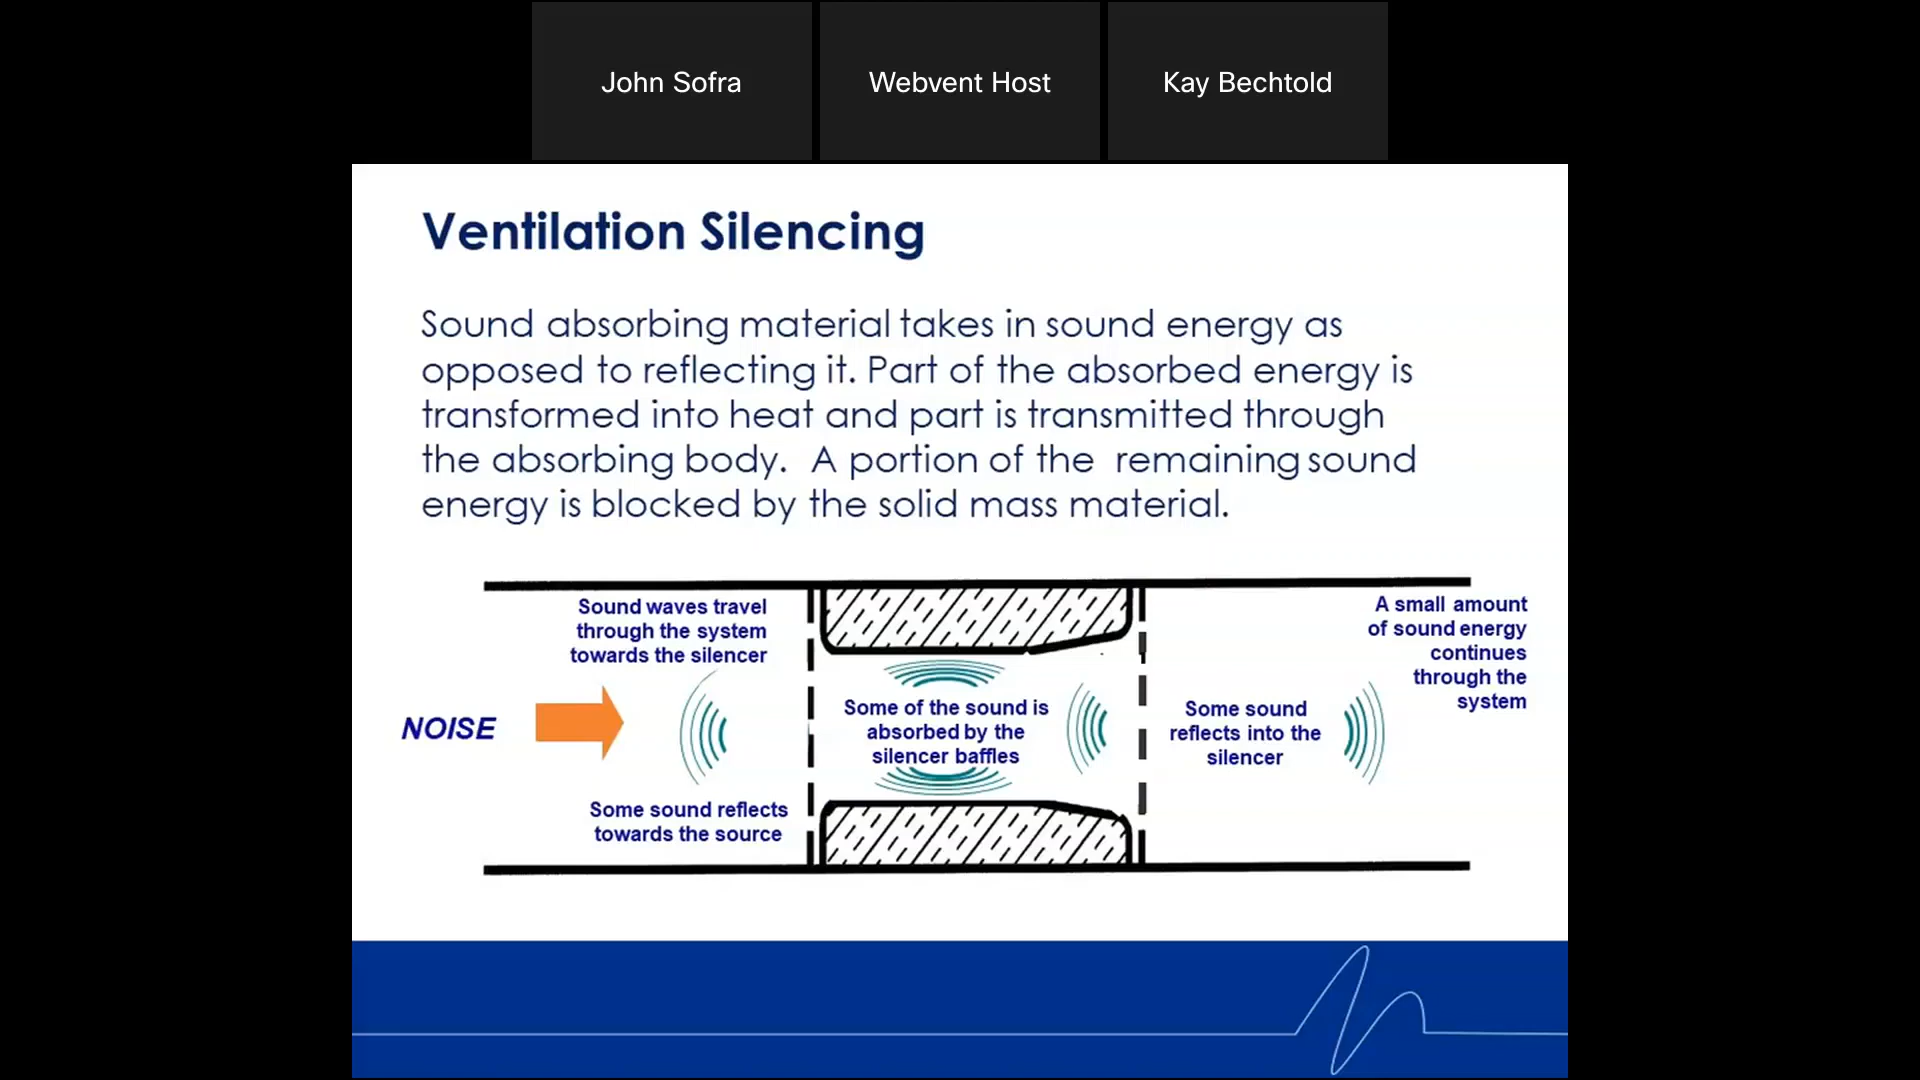 John Sofra
Webvent Host
Kay Bechtold
Ventilation Silencing
Sound absorbing material takes in sound energy as
opposed to reflecting it. Part of the absorbed energy is
transformed into heat and part is transmitted through
the absorbing body. A portion of the remaining sound
energy is blocked by the solid mass material.
NOISE
Sound waves travel
through the system
towards the silencer
Some sound reflects
towards the source
Some of the sound is
absorbed by the
silencer baffles
Some sound
reflects into the
silencer
A small amount
of sound energy
continues
through the
system